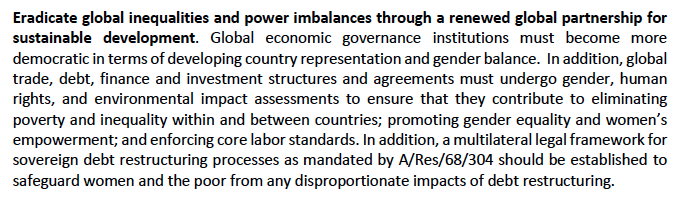 Eradicate global inequalities and power imbalances through a renewed global partnership for
sustainable development. Global economic governance institutions must become more
democratic in terms of developing country representation and gender balance. In addition, global
trade, debt, finance and investment structures and agreements must undergo gender, human
rights, and environmental impact assessments to ensure that they contribute to eliminating
poverty and inequality within and between countries; promoting gender equality and women's
empowerment; and enforcing core labor standards. In addition, a multilateral legal framework for
sovereign debt restructuring processes as mandated by A/Res/68/304 should be established to
safeguard women and the poor from any disproportionate impacts of debt restructuring.